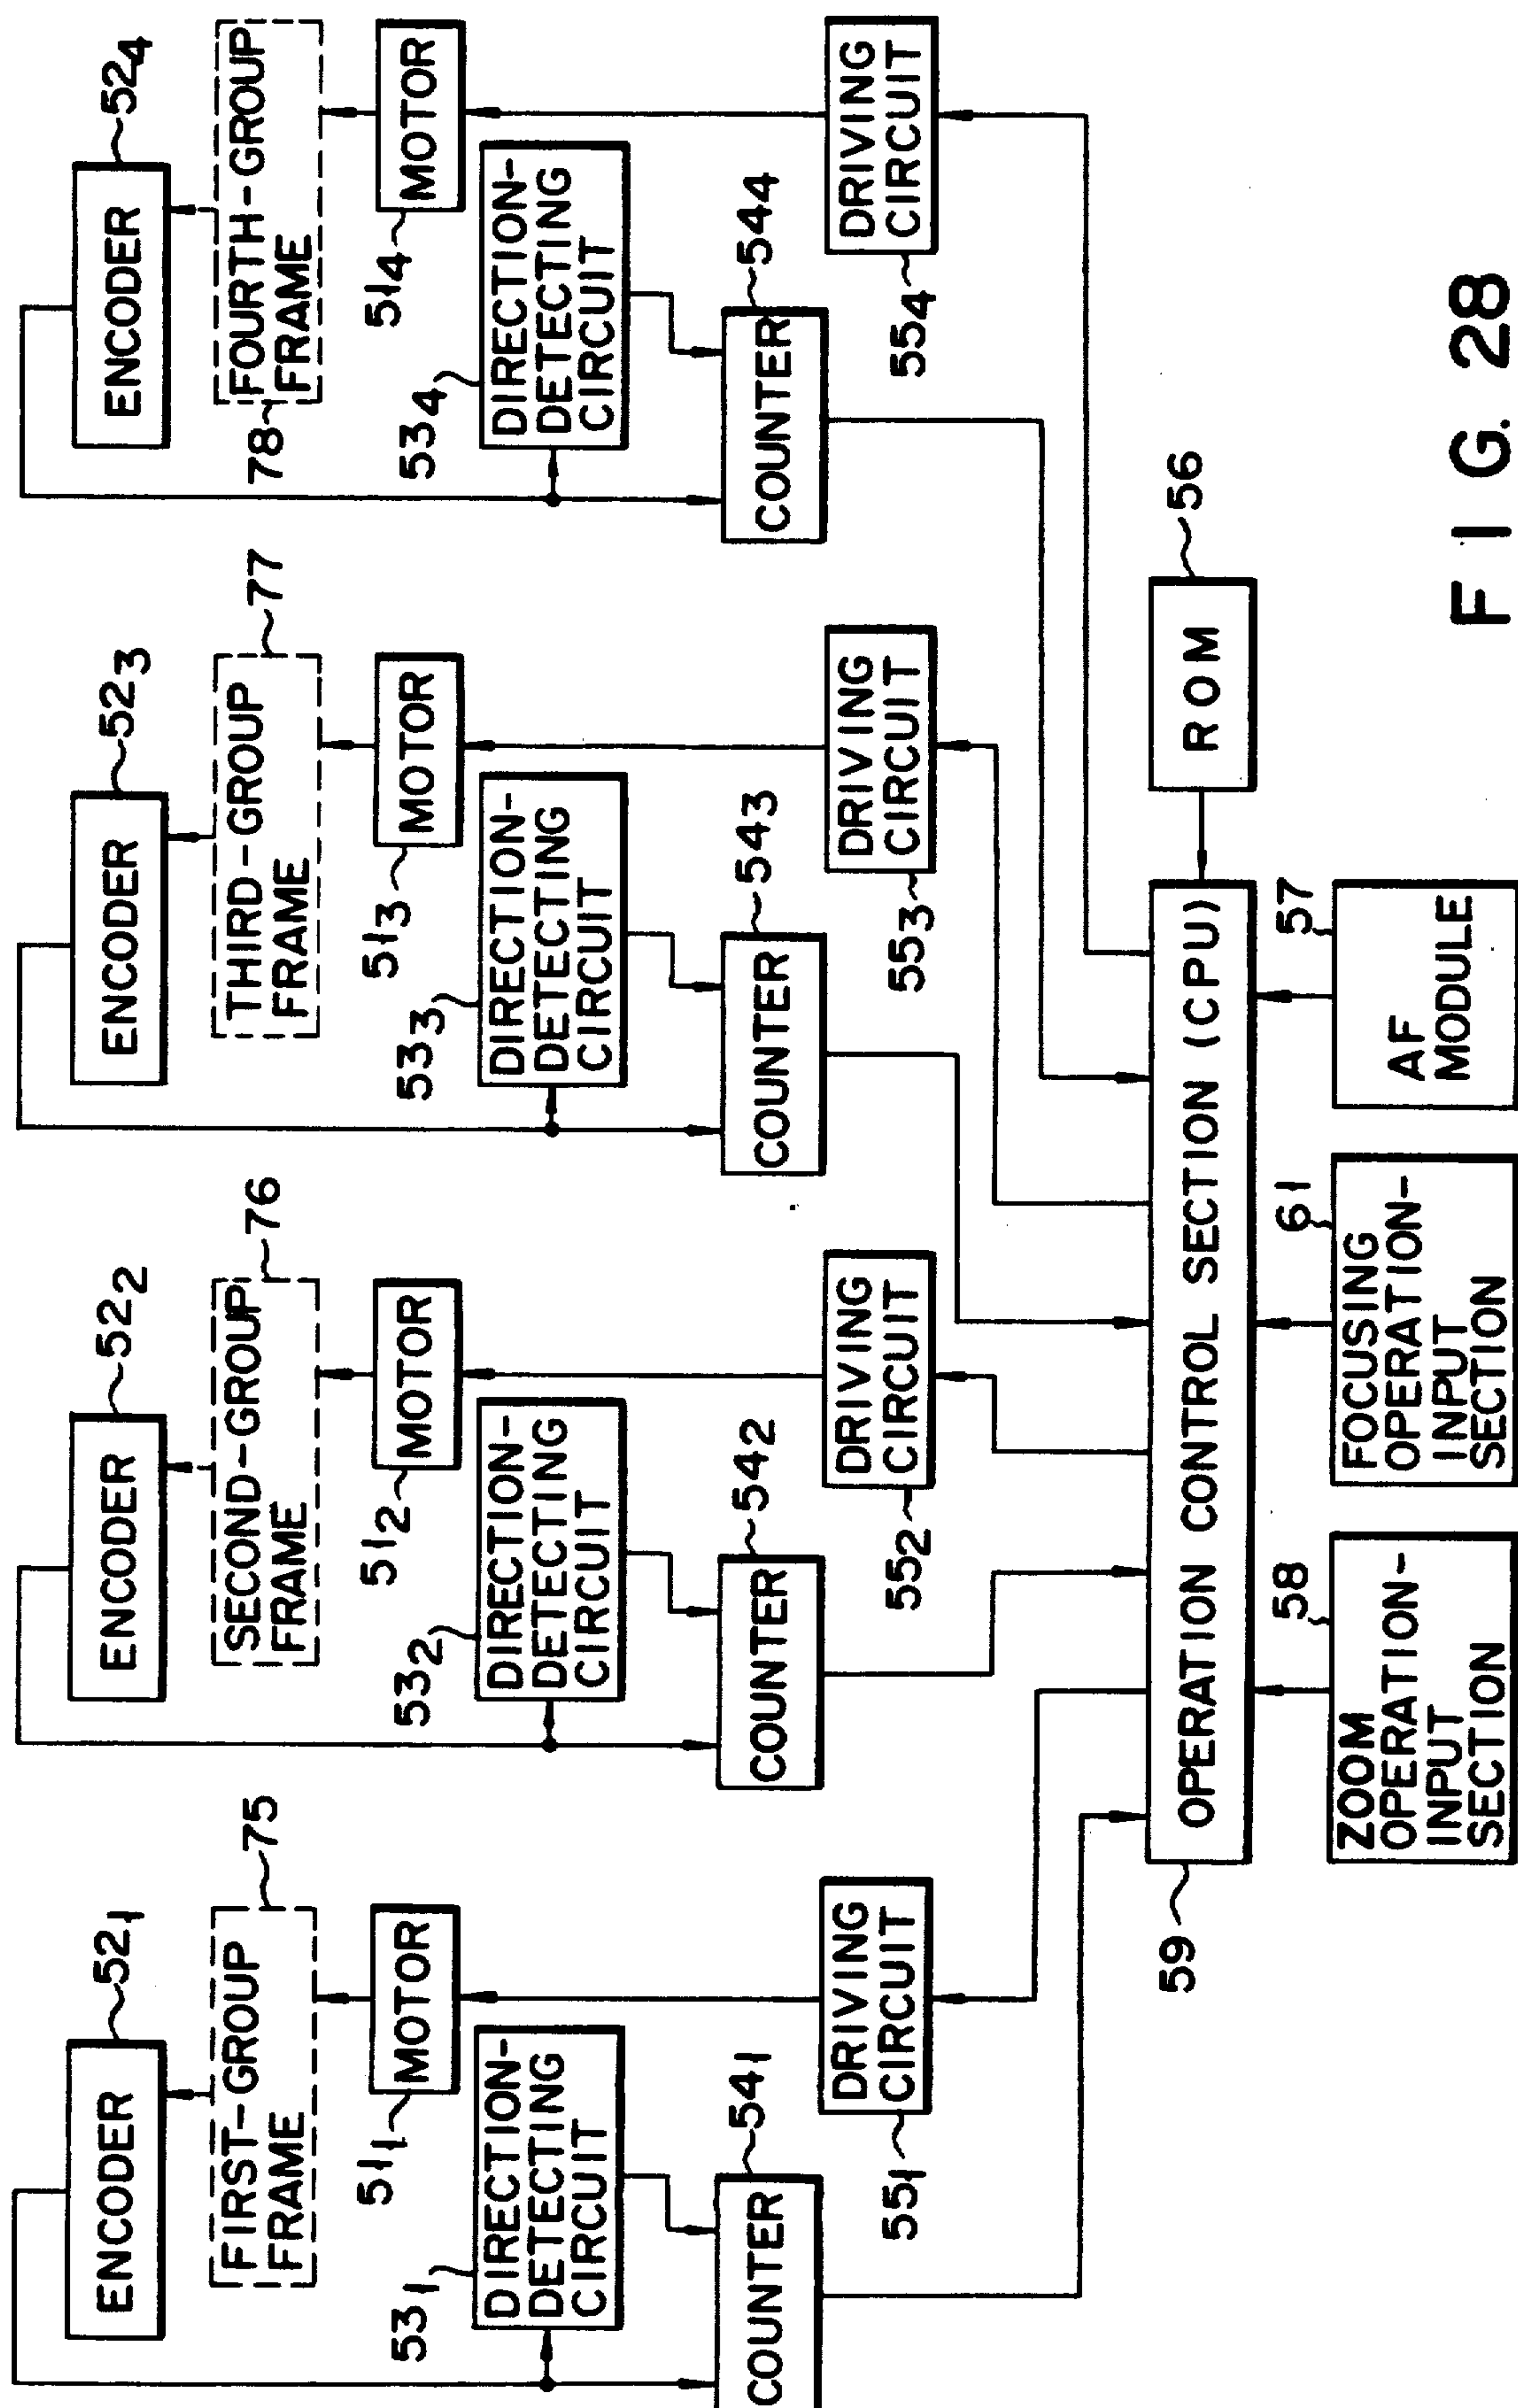 ENCODER
52₁
FIRST-GROUP
FRAME
75
51₁
MOTOR
53₁
DIRECTION-
DETECTING
CIRCUIT
COUNTER
54₁
DRIVING
CIRCUIT
55₁
ENCODER
52₂
SECOND-GROUP
FRAME
76
51₂
MOTOR
53₂
DIRECTION-
DETECTING
CIRCUIT
COUNTER
54₂
DRIVING
CIRCUIT
55₂
ENCODER
52₃
THIRD-GROUP
FRAME
77
51₃
MOTOR
53₃
DIRECTION-
DETECTING
CIRCUIT
COUNTER
54₃
DRIVING
CIRCUIT
55₃
ENCODER
52₄
FOURTH-GROUP
FRAME
78
51₄
MOTOR
53₄
DIRECTION-
DETECTING
CIRCUIT
COUNTER
54₄
DRIVING
CIRCUIT
55₄
59
OPERATION CONTROL SECTION (CPU)
ROM
56
58
ZOOM
OPERATION-
INPUT
SECTION
61
FOCUSING
OPERATION-
INPUT
SECTION
57
AF
MODULE
FIG. 28